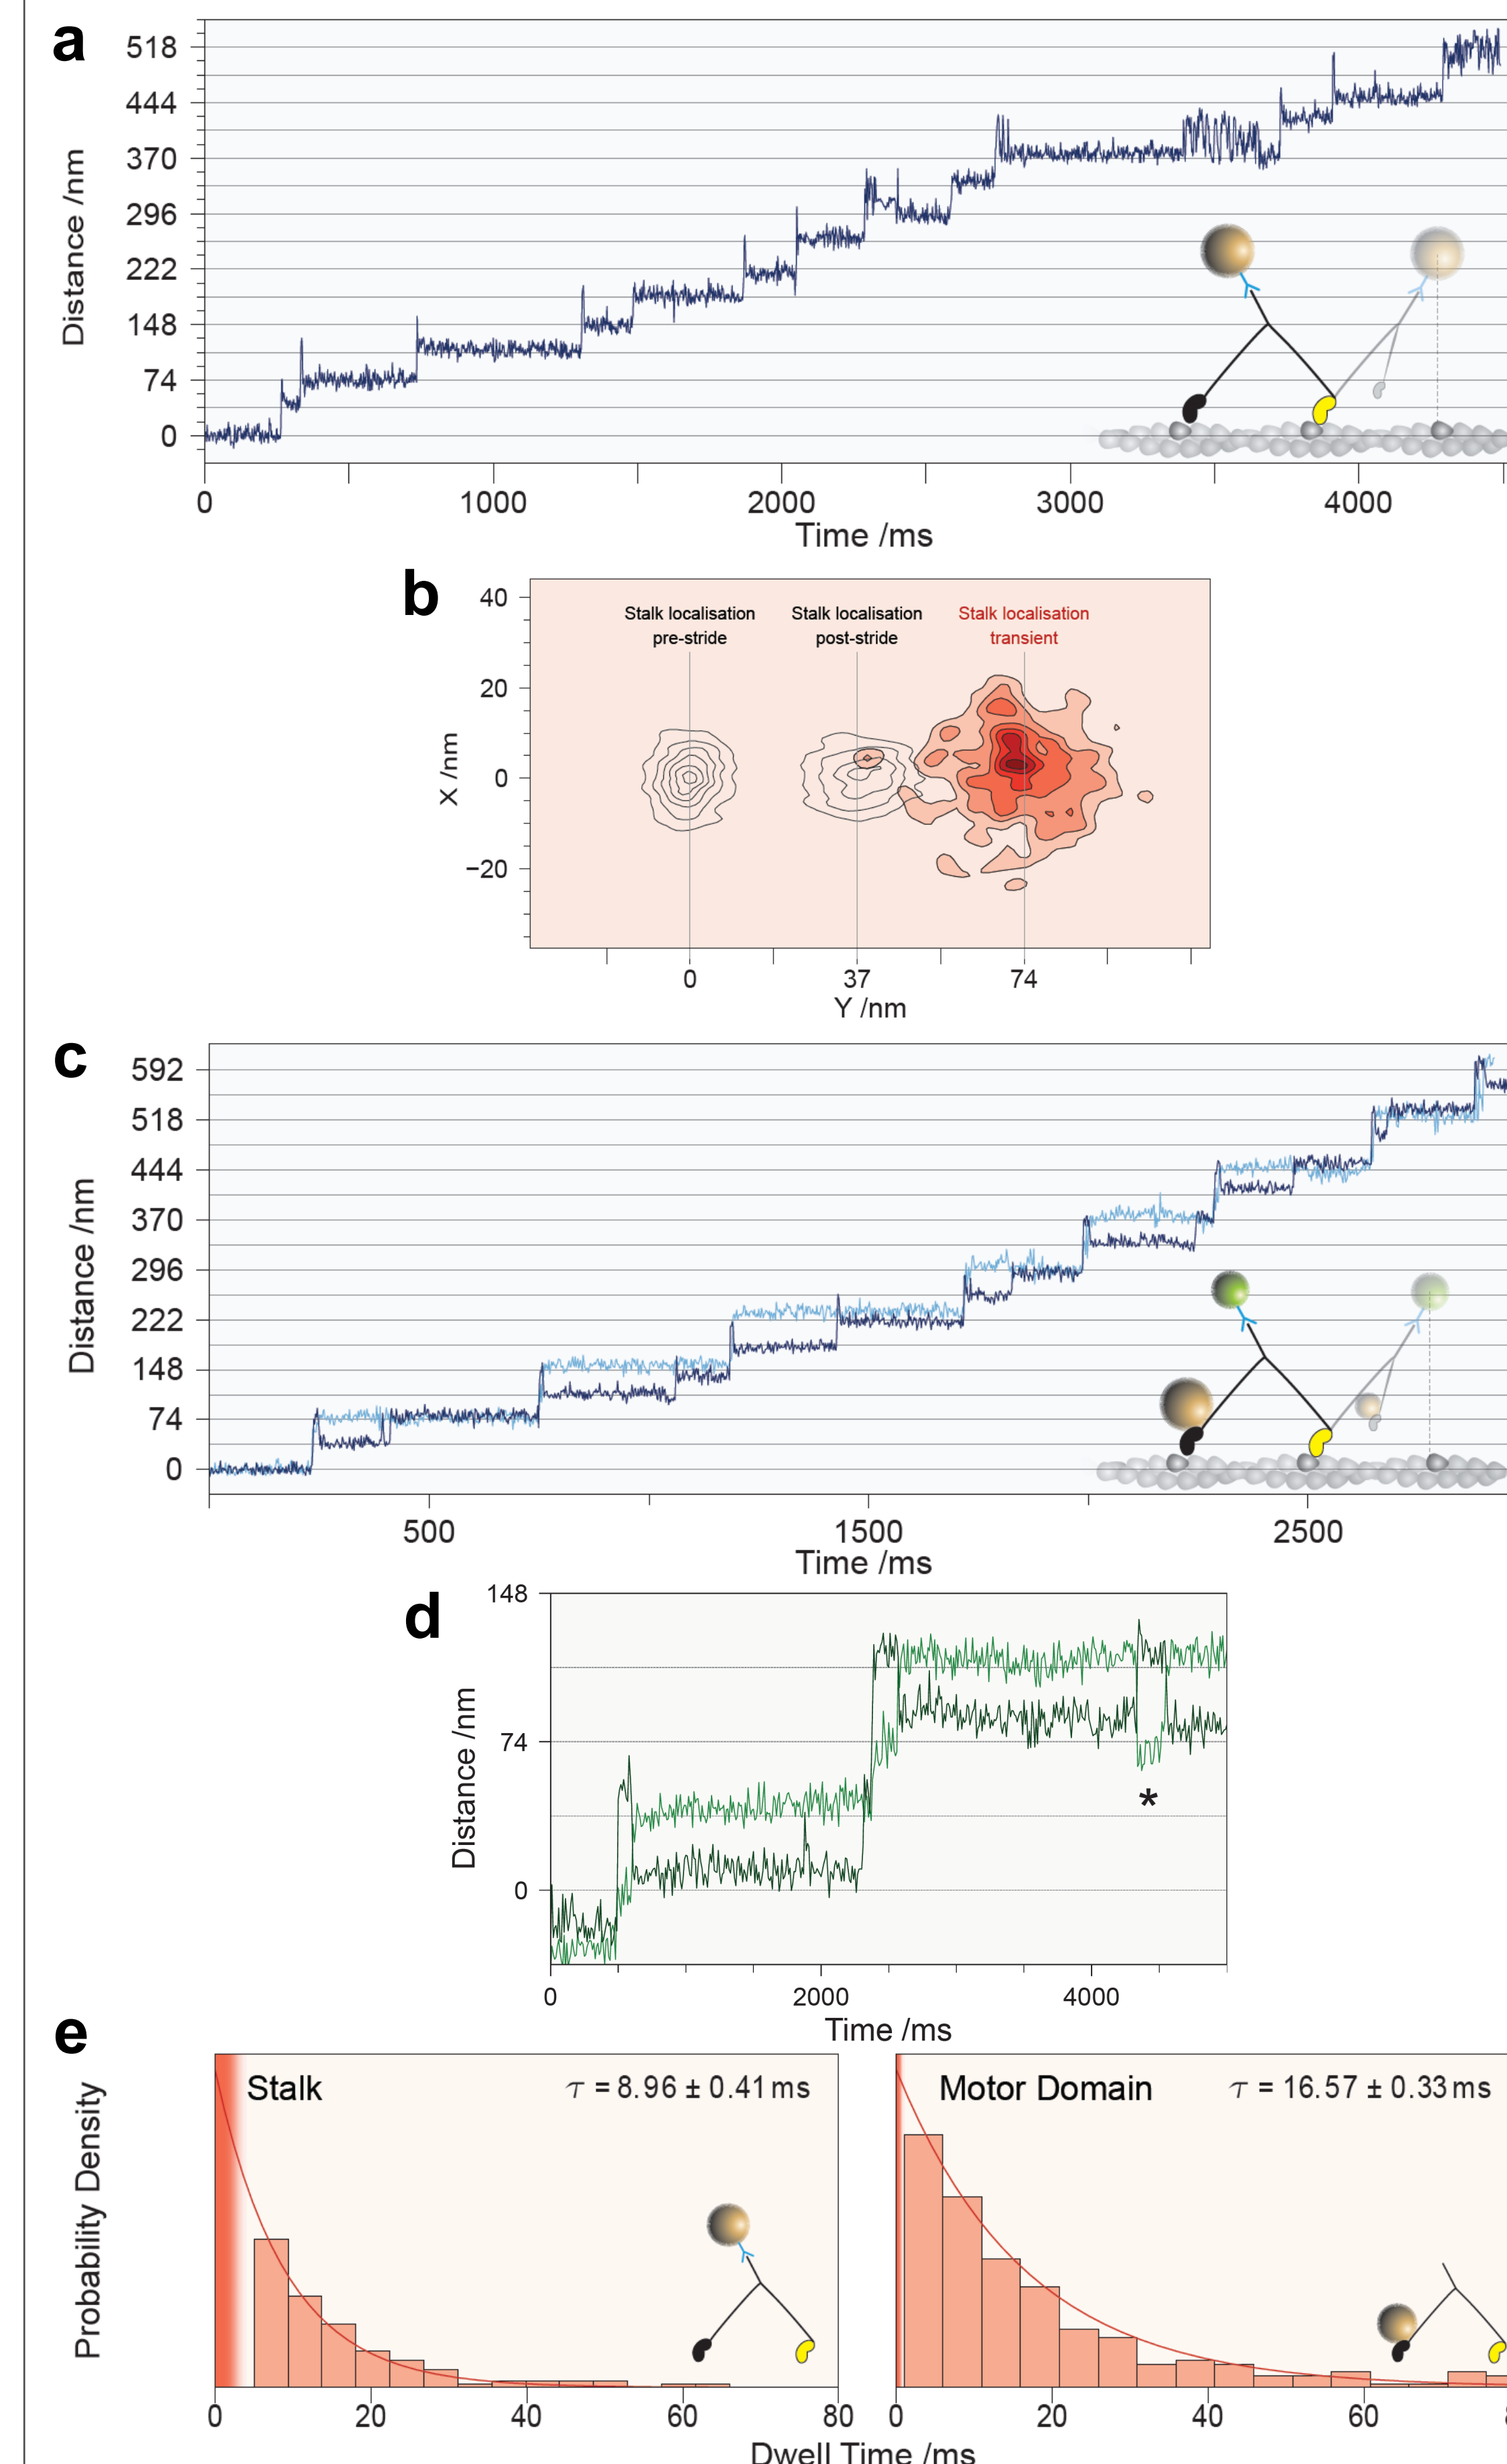 a
518
444
370
296
222
148
74
0
Distance /nm
0 1000 2000 3000 4000
Time /ms
b
40
20
0
−20
X /nm
Stalk localisation pre-stride
Stalk localisation post-stride
Stalk localisation transient
0 37 74
Y /nm
c
592
518
444
370
296
222
148
74
0
Distance /nm
500 1500 2500
Time /ms
d
148
74
0
Distance /nm
*
0 2000 4000
Time /ms
e
Probability Density
Stalk
τ = 8.96 ± 0.41 ms
0 20 40 60 80
Motor Domain
τ = 16.57 ± 0.33 ms
0 20 40 60
Dwell Time /ms